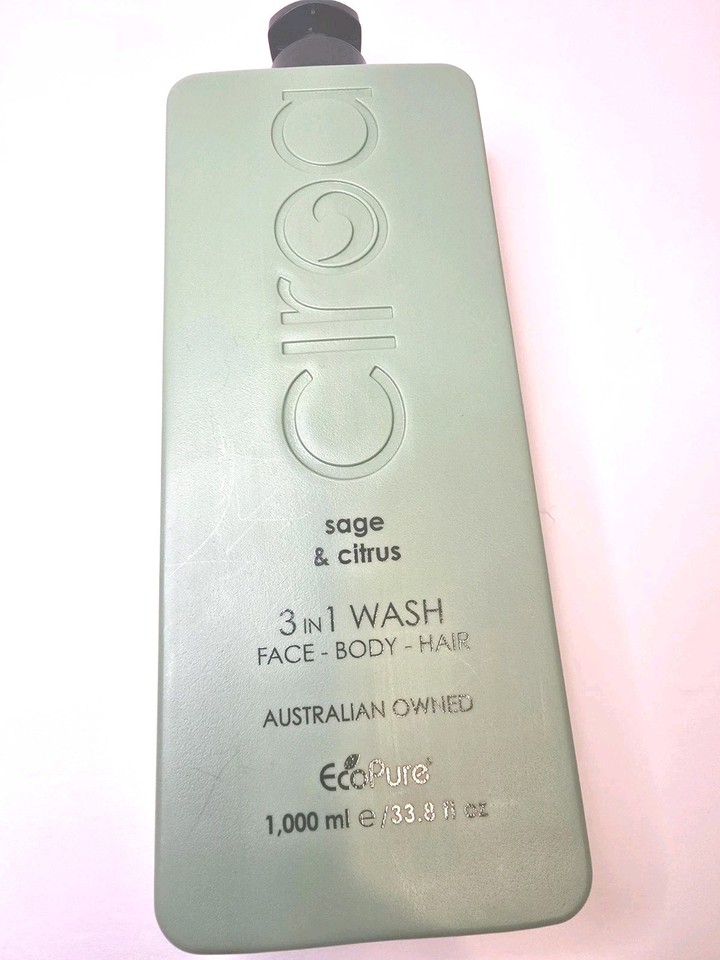 ciroa
sage
& citrus
3 IN 1 WASH
FACE - BODY - HAIR
AUSTRALIAN OWNED
EcoPure
1,000 ml e / 33.8 fl oz